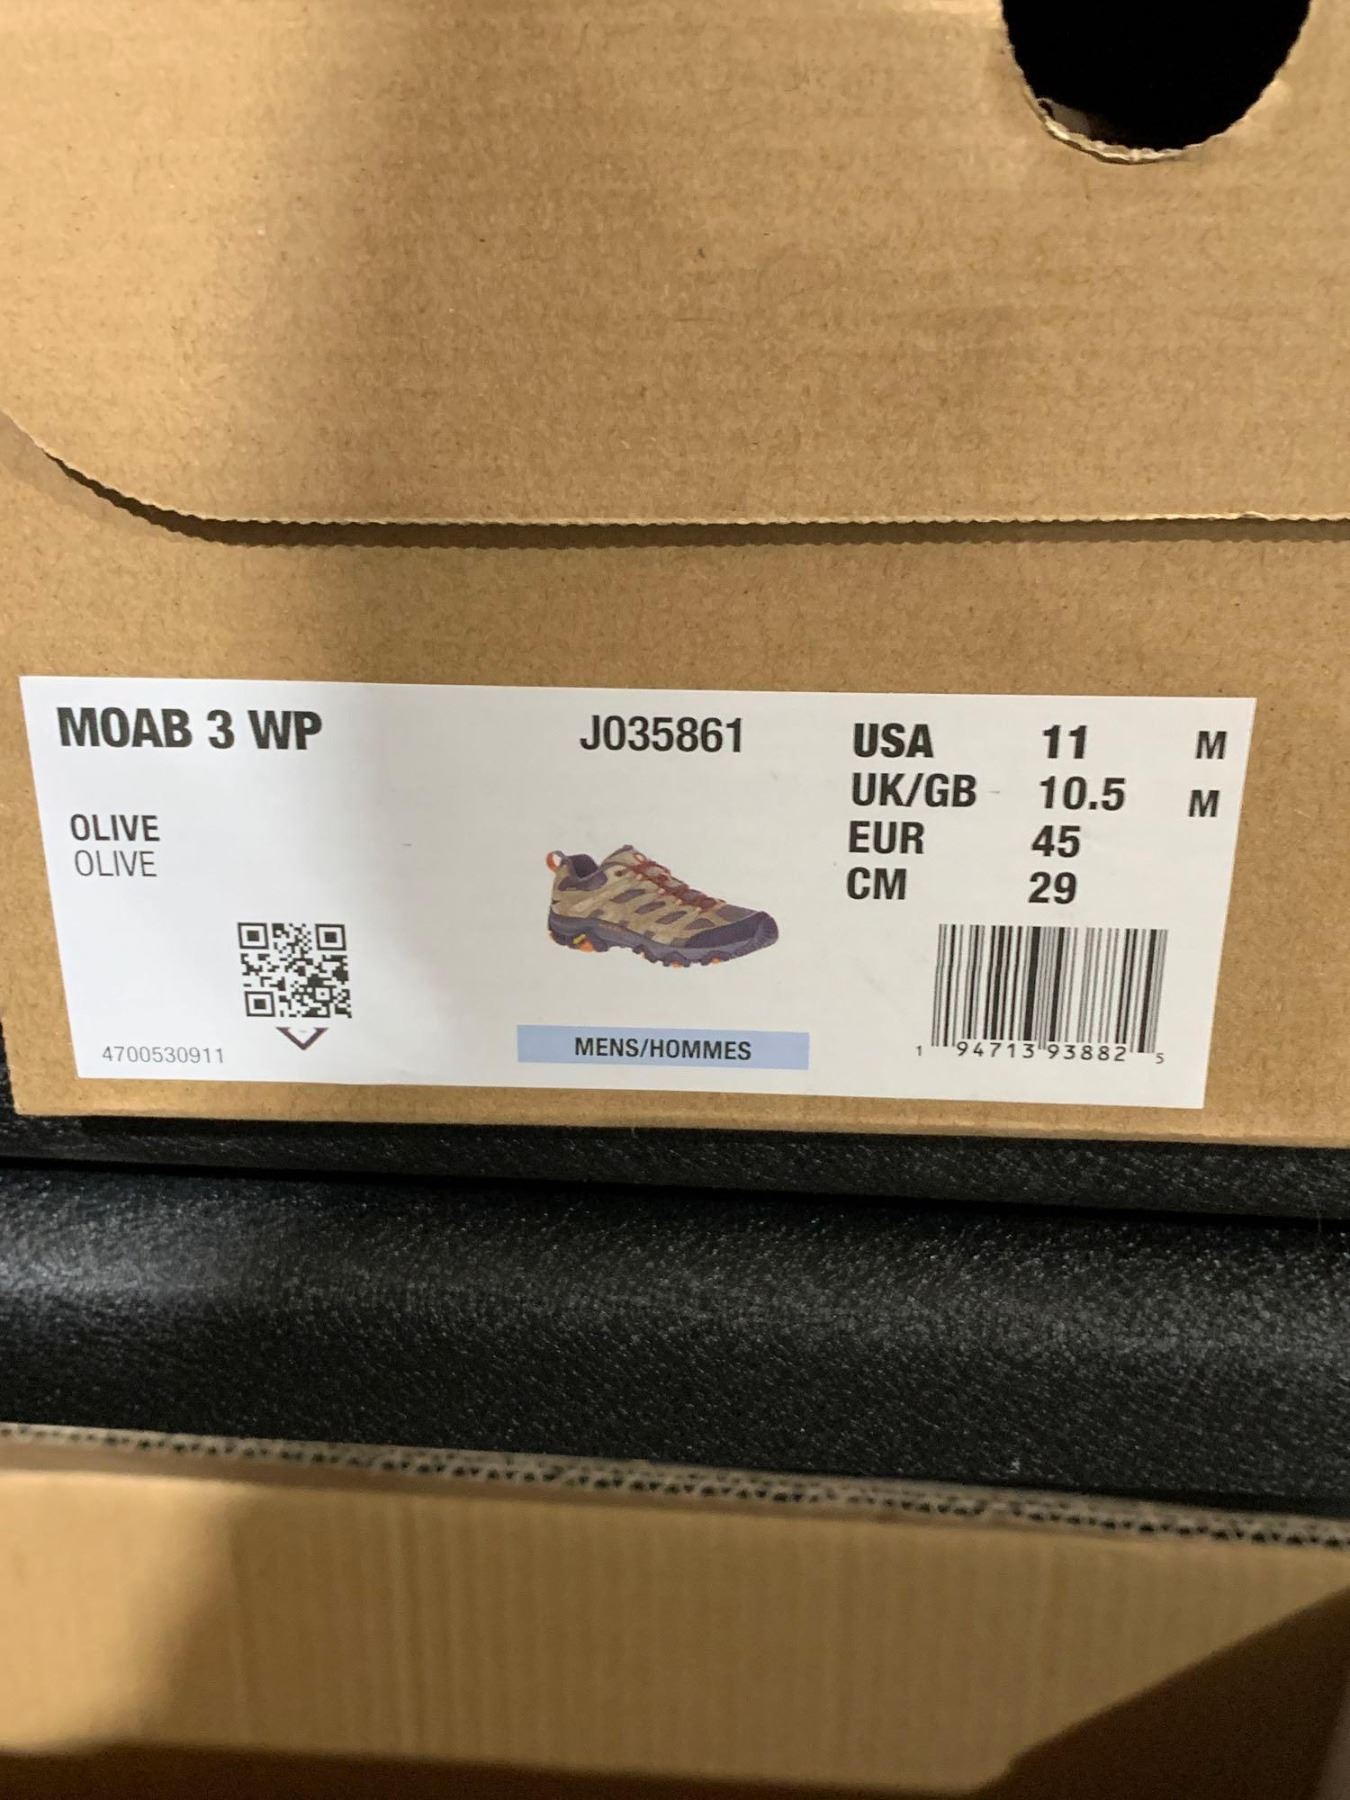 MOAB 3 WP
J035861
OLIVE
OLIVE
4700530911
MENS/HOMMES
USA 11 M
UK/GB 10.5 M
EUR 45
CM 29
1 94713 93882 5